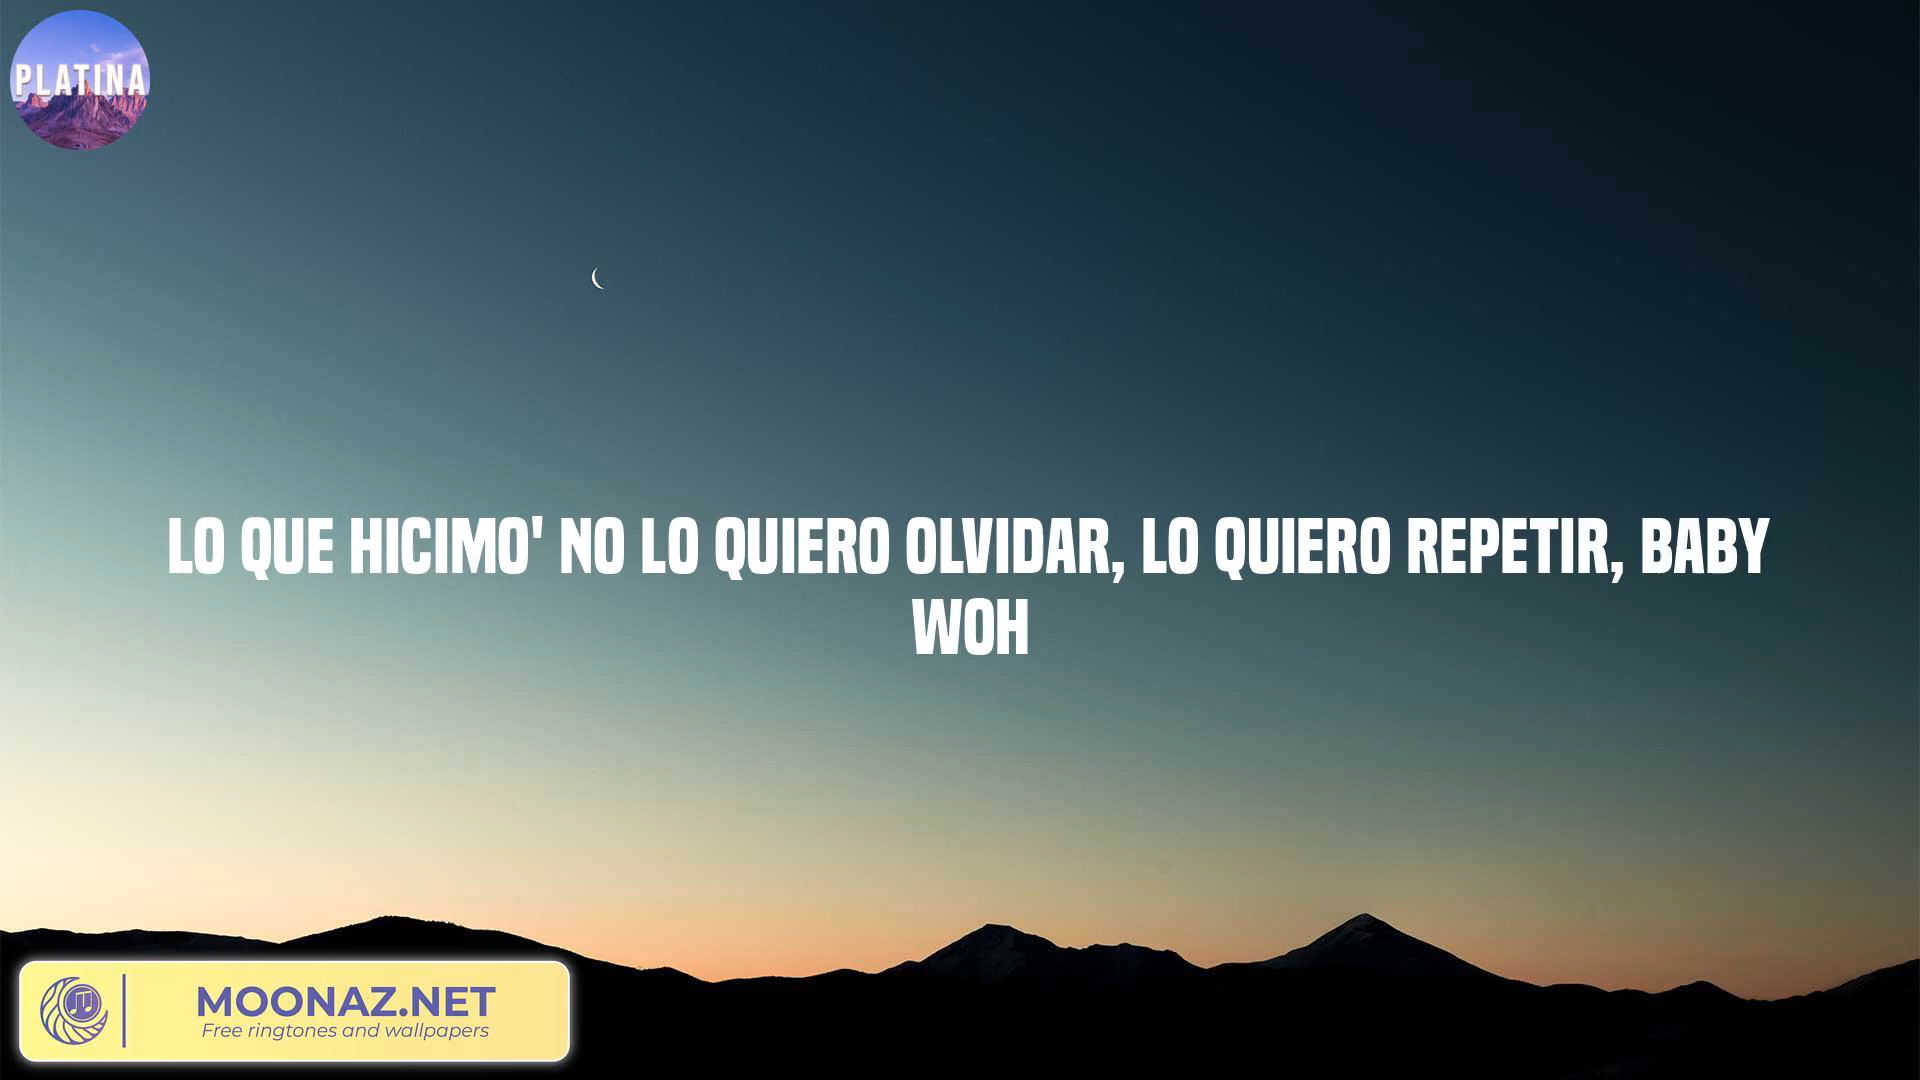 PLATINA
LO QUE HICIMO' NO LO QUIERO OLVIDAR, LO QUIERO REPETIR, BABY
WOH
MOONAZ.NET
Free ringtones and wallpapers